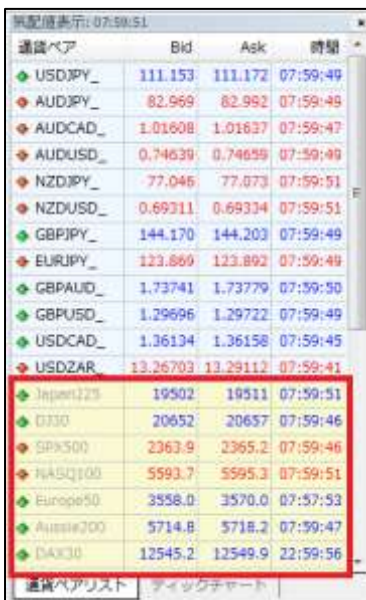 気配値表示: 07:59:51
通貨ペア Bid Ask 時間
USDJPY_ 111.153 111.172 07:59:49
AUDJPY_ 82.969 82.992 07:59:49
AUDCAD_ 1.01608 1.01637 07:59:47
AUDUSD_ 0.74639 0.74659 07:59:49
NZDJPY_ 77.046 77.073 07:59:51
NZDUSD_ 0.69311 0.69334 07:59:51
GBPJPY_ 144.170 144.203 07:59:49
EURJPY_ 123.869 123.892 07:59:49
GBPAUD_ 1.73741 1.73779 07:59:50
GBPUSD_ 1.29696 1.29722 07:59:49
USDCAD_ 1.36134 1.36158 07:59:45
USDZAR_ 13.26703 13.29112 07:59:41
Japan225 19502 19511 07:59:51
DJ30 20652 20657 07:59:46
SPX500 2363.9 2365.2 07:59:46
NASQ100 5593.7 5595.3 07:59:51
Europe50 3558.0 3570.0 07:57:53
Aussie200 5714.8 5718.2 07:59:47
DAX30 12545.2 12549.9 22:59:56
通貨ペアリスト ティックチャート